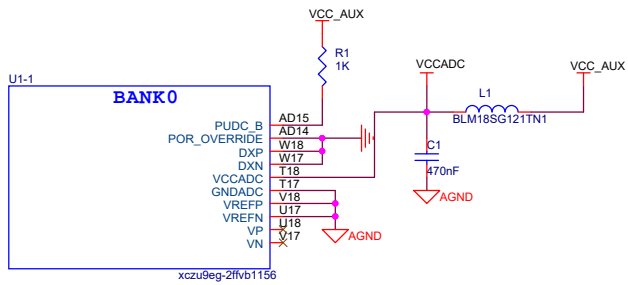 VCC_AUX
R1
1K
VCCADC
VCC_AUX
L1
BLM18SG121TN1
U1-1
BANK0
PUDC_B AD15
POR_OVERRIDE AD14
DXP W18
DXN W17
VCCADC T18
GNDADC T17
VREFP V18
VREFN U17
VP U18
VN V17
C1
470nF
AGND
AGND
xczu9eg-2ffvb1156